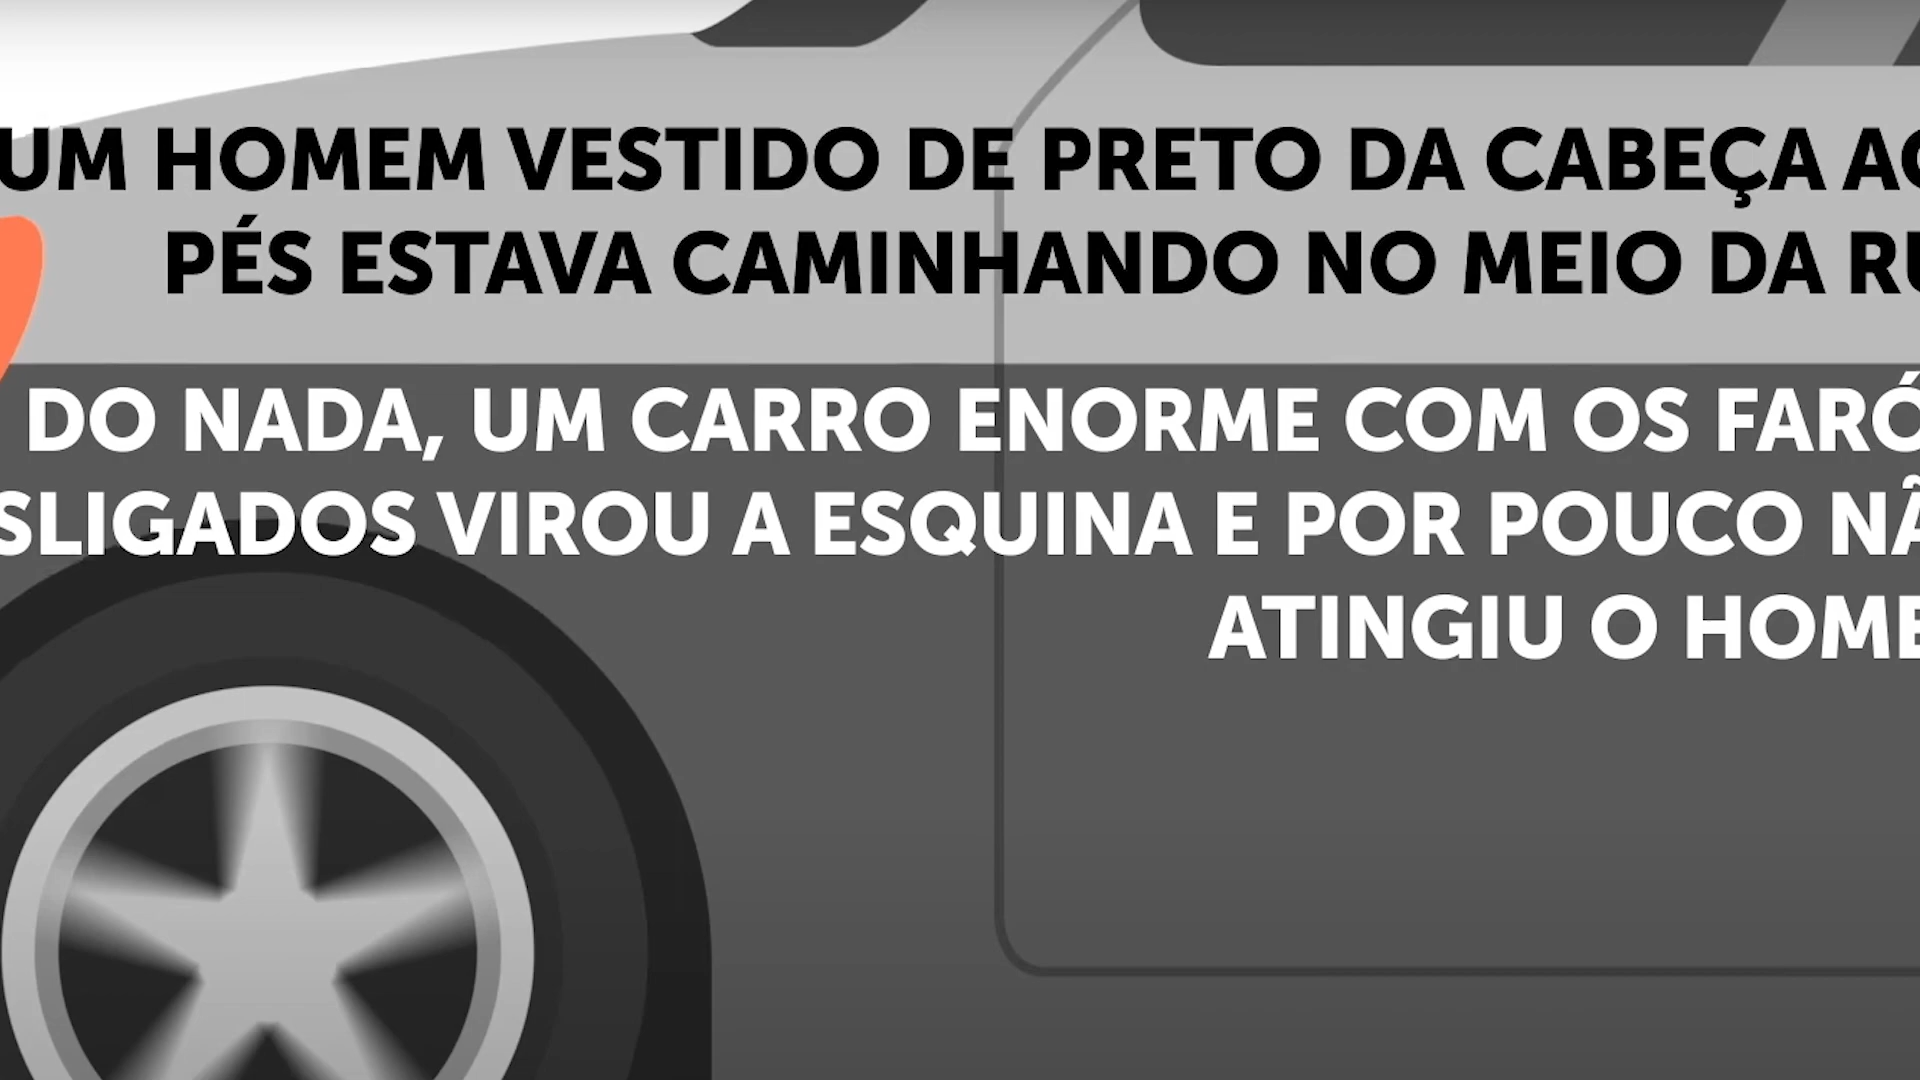 UM HOMEM VESTIDO DE PRETO DA CABEÇA
PÉS ESTAVA CAMINHANDO NO MEIO DA
DO NADA, UM CARRO ENORME COM OS
VIROU A ESQUINA E POR POUCO
ATINGIU O